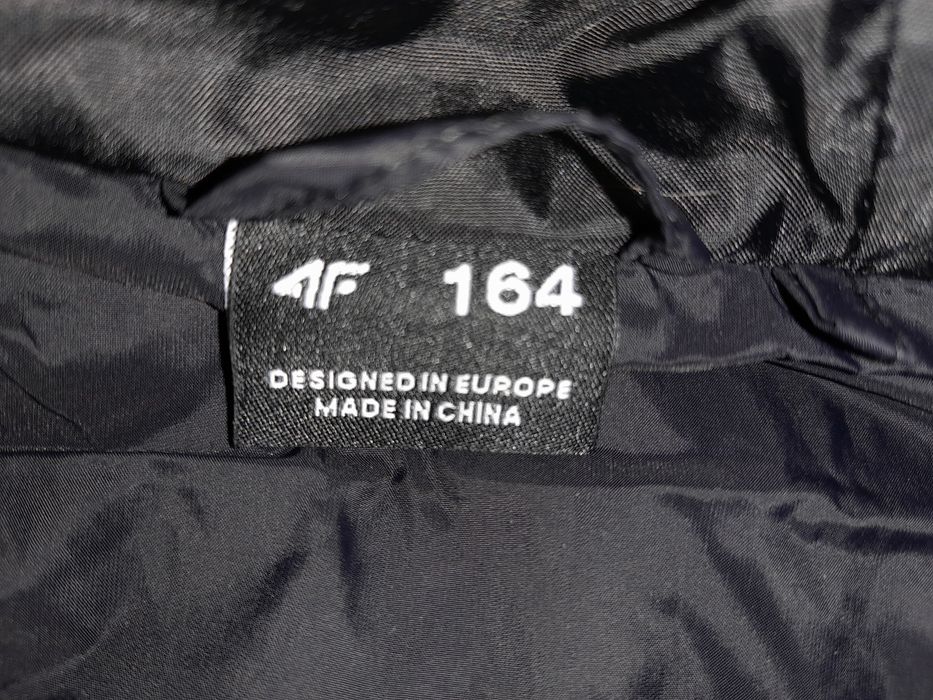 4F 164
DESIGNED IN EUROPE
MADE IN CHINA